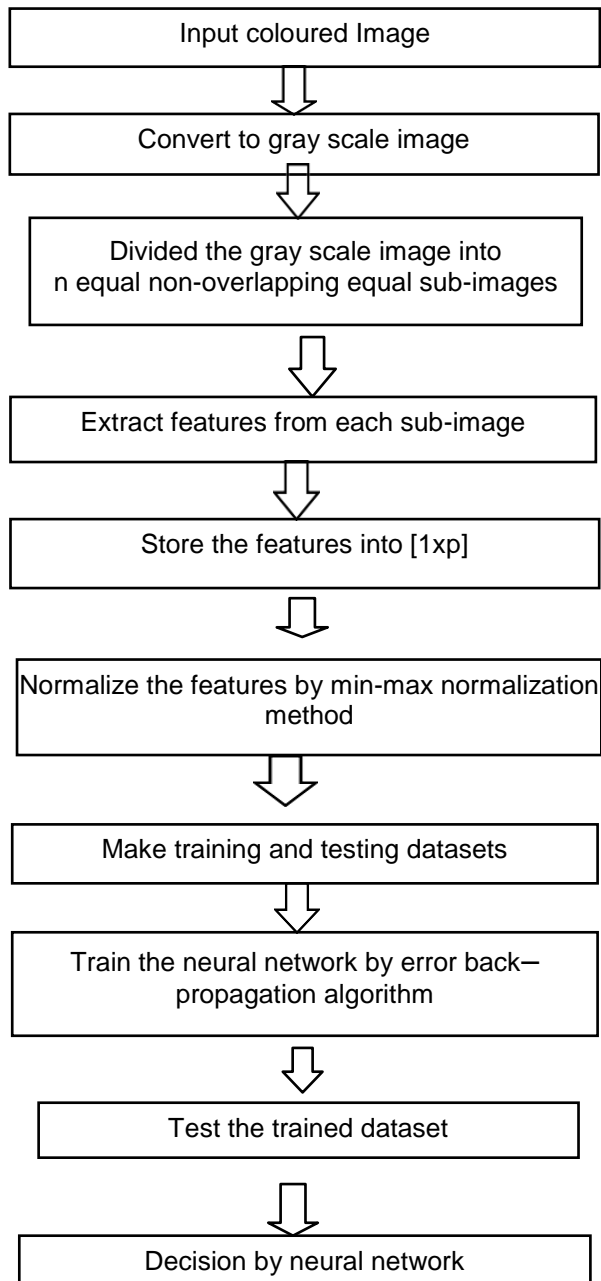 Input coloured Image
Convert to gray scale image
Divided the gray scale image into
n equal non-overlapping equal sub-images
Extract features from each sub-image
Store the features into [1xp]
Normalize the features by min-max normalization
method
Make training and testing datasets
Train the neural network by error back–
propagation algorithm
Test the trained dataset
Decision by neural network